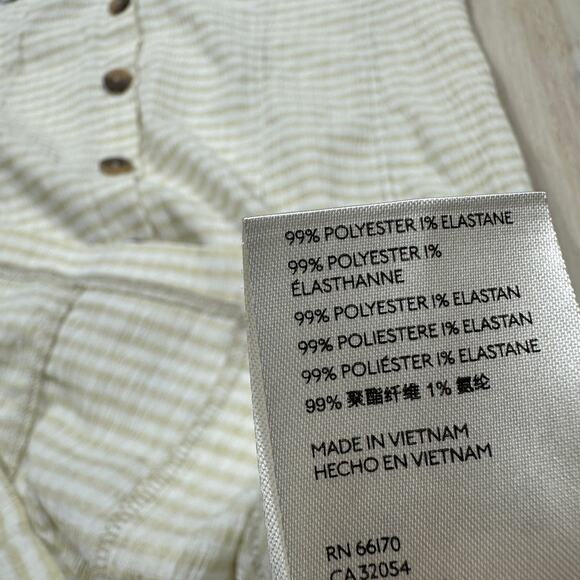 99% POLYESTER 1% ELASTANE
99% POLYESTER 1%
ÉLASTHANNE
99% POLYESTER 1% ELASTAN
99% POLIESTERE 1% ELASTAN
99% POLIÉSTER 1% ELASTANE
99% 聚酯纤维 1% 氨纶
MADE IN VIETNAM
HECHO EN VIETNAM
RN 66170
CA 32054